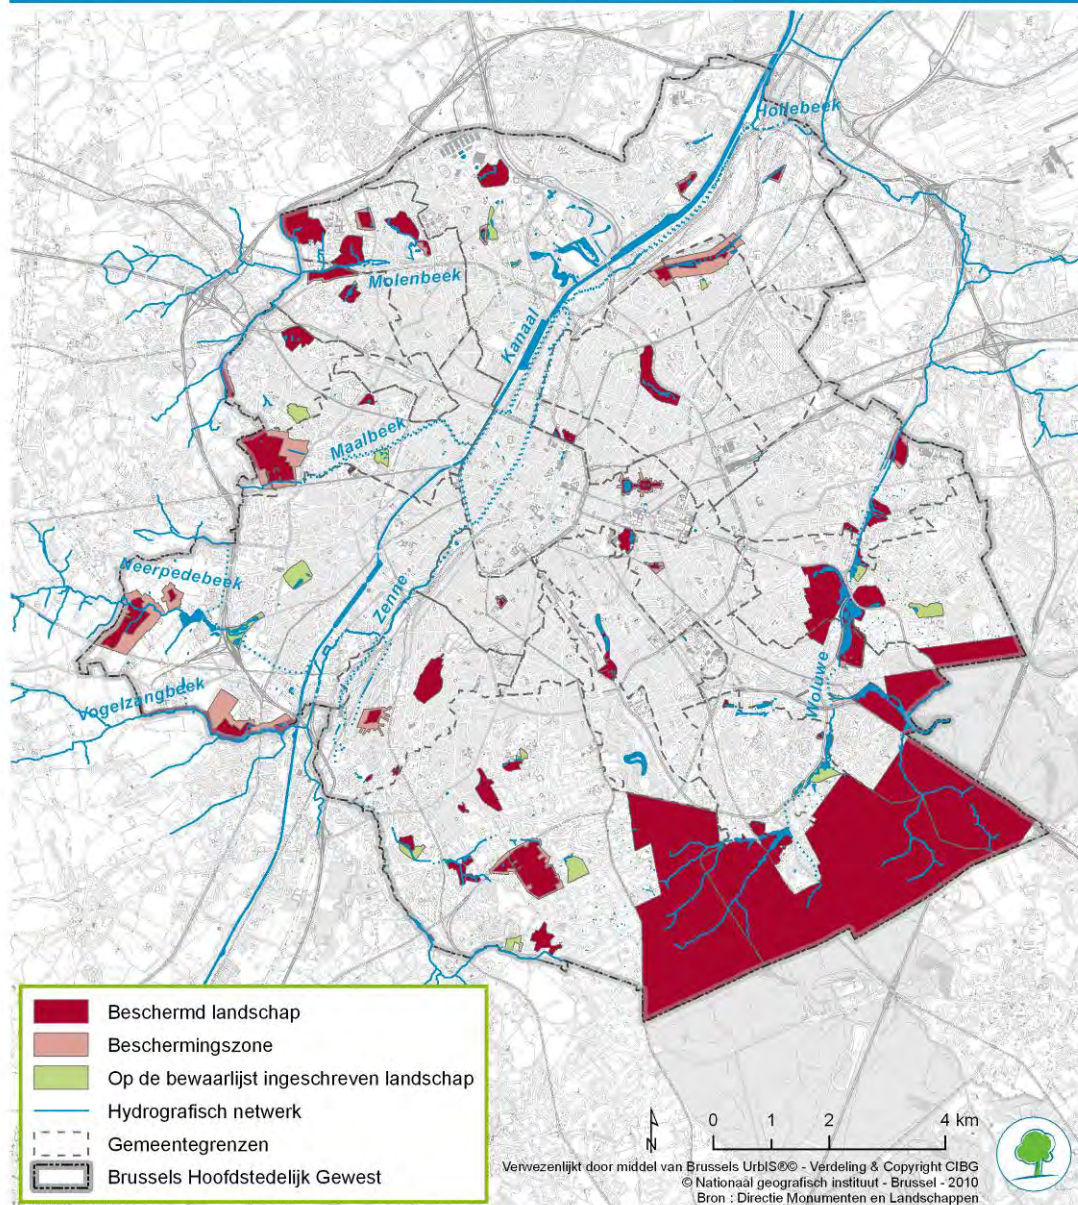 Hollebeek
Molenbeek
Kanaal
Maalbeek
Neerpedebeek
Zenne
Woluwe
Vogelzangbeek
Beschermd landschap
Beschermingszone
Op de bewaarlijst ingeschreven landschap
Hydrografisch netwerk
Gemeentegrenzen
Brussels Hoofdstedelijk Gewest
N
0 1 2 4 km
Verwezenlijkt door middel van Brussels UrbIS®© - Verdeling & Copyright CIBG
© Nationaal geografisch instituut - Brussel - 2010
Bron : Directie Monumenten en Landschappen